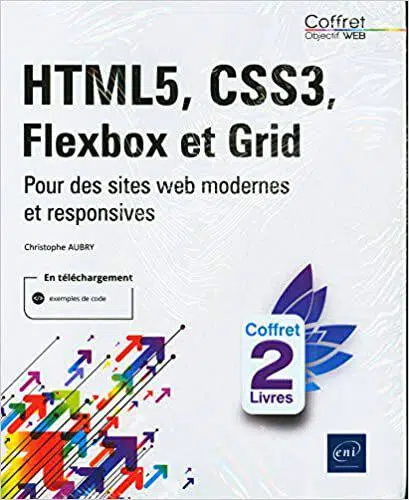 Coffret
Objectif WEB
HTML5, CSS3,
Flexbox et Grid
Pour des sites web modernes
et responsives
Christophe AUBRY
En téléchargement
</> exemples de code
Coffret
2
Livres
eni